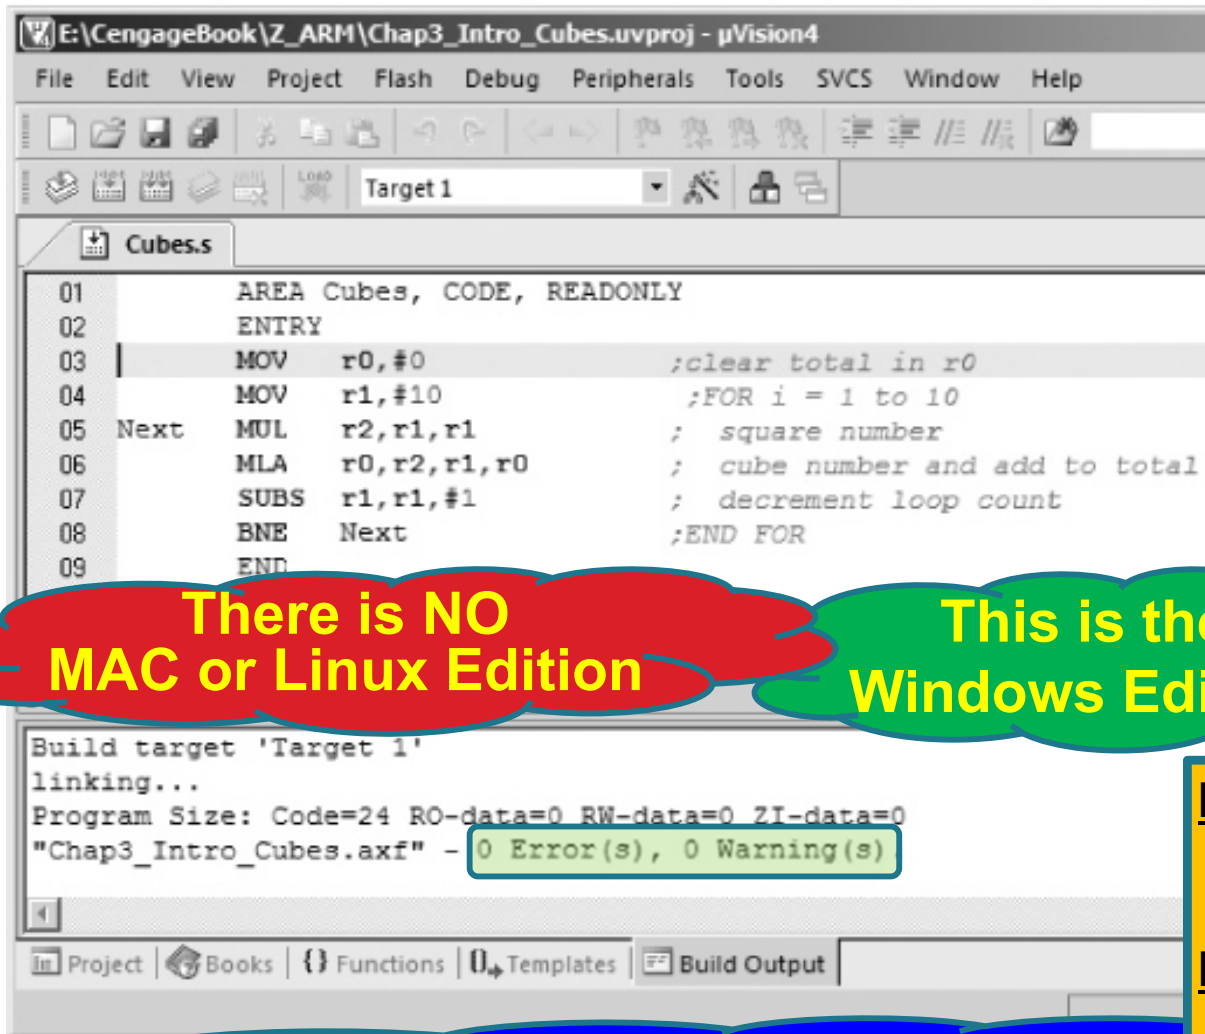 E:\CengageBook\Z_ARM\Chap3_Intro_Cubes.uvproj - µVision4
File Edit View Project Flash Debug Peripherals Tools SVCS Window Help
LOAD Target 1
Cubes.s
01 AREA Cubes, CODE, READONLY
02 ENTRY
03 MOV r0,#0 ;clear total in r0
04 MOV r1,#10 ;FOR i = 1 to 10
05 Next MUL r2,r1,r1 ; square number
06 MLA r0,r2,r1,r0 ; cube number and add to total
07 SUBS r1,r1,#1 ; decrement loop count
08 BNE Next ;END FOR
09 END
There is NO
MAC or Linux Edition
This is the
Windows Edi
Build target 'Target 1'
linking...
Program Size: Code=24 RO-data=0 RW-data=0 ZI-data=0
"Chap3_Intro_Cubes.axf" - 0 Error(s), 0 Warning(s)
Project Books {} Functions 0 Templates Build Output